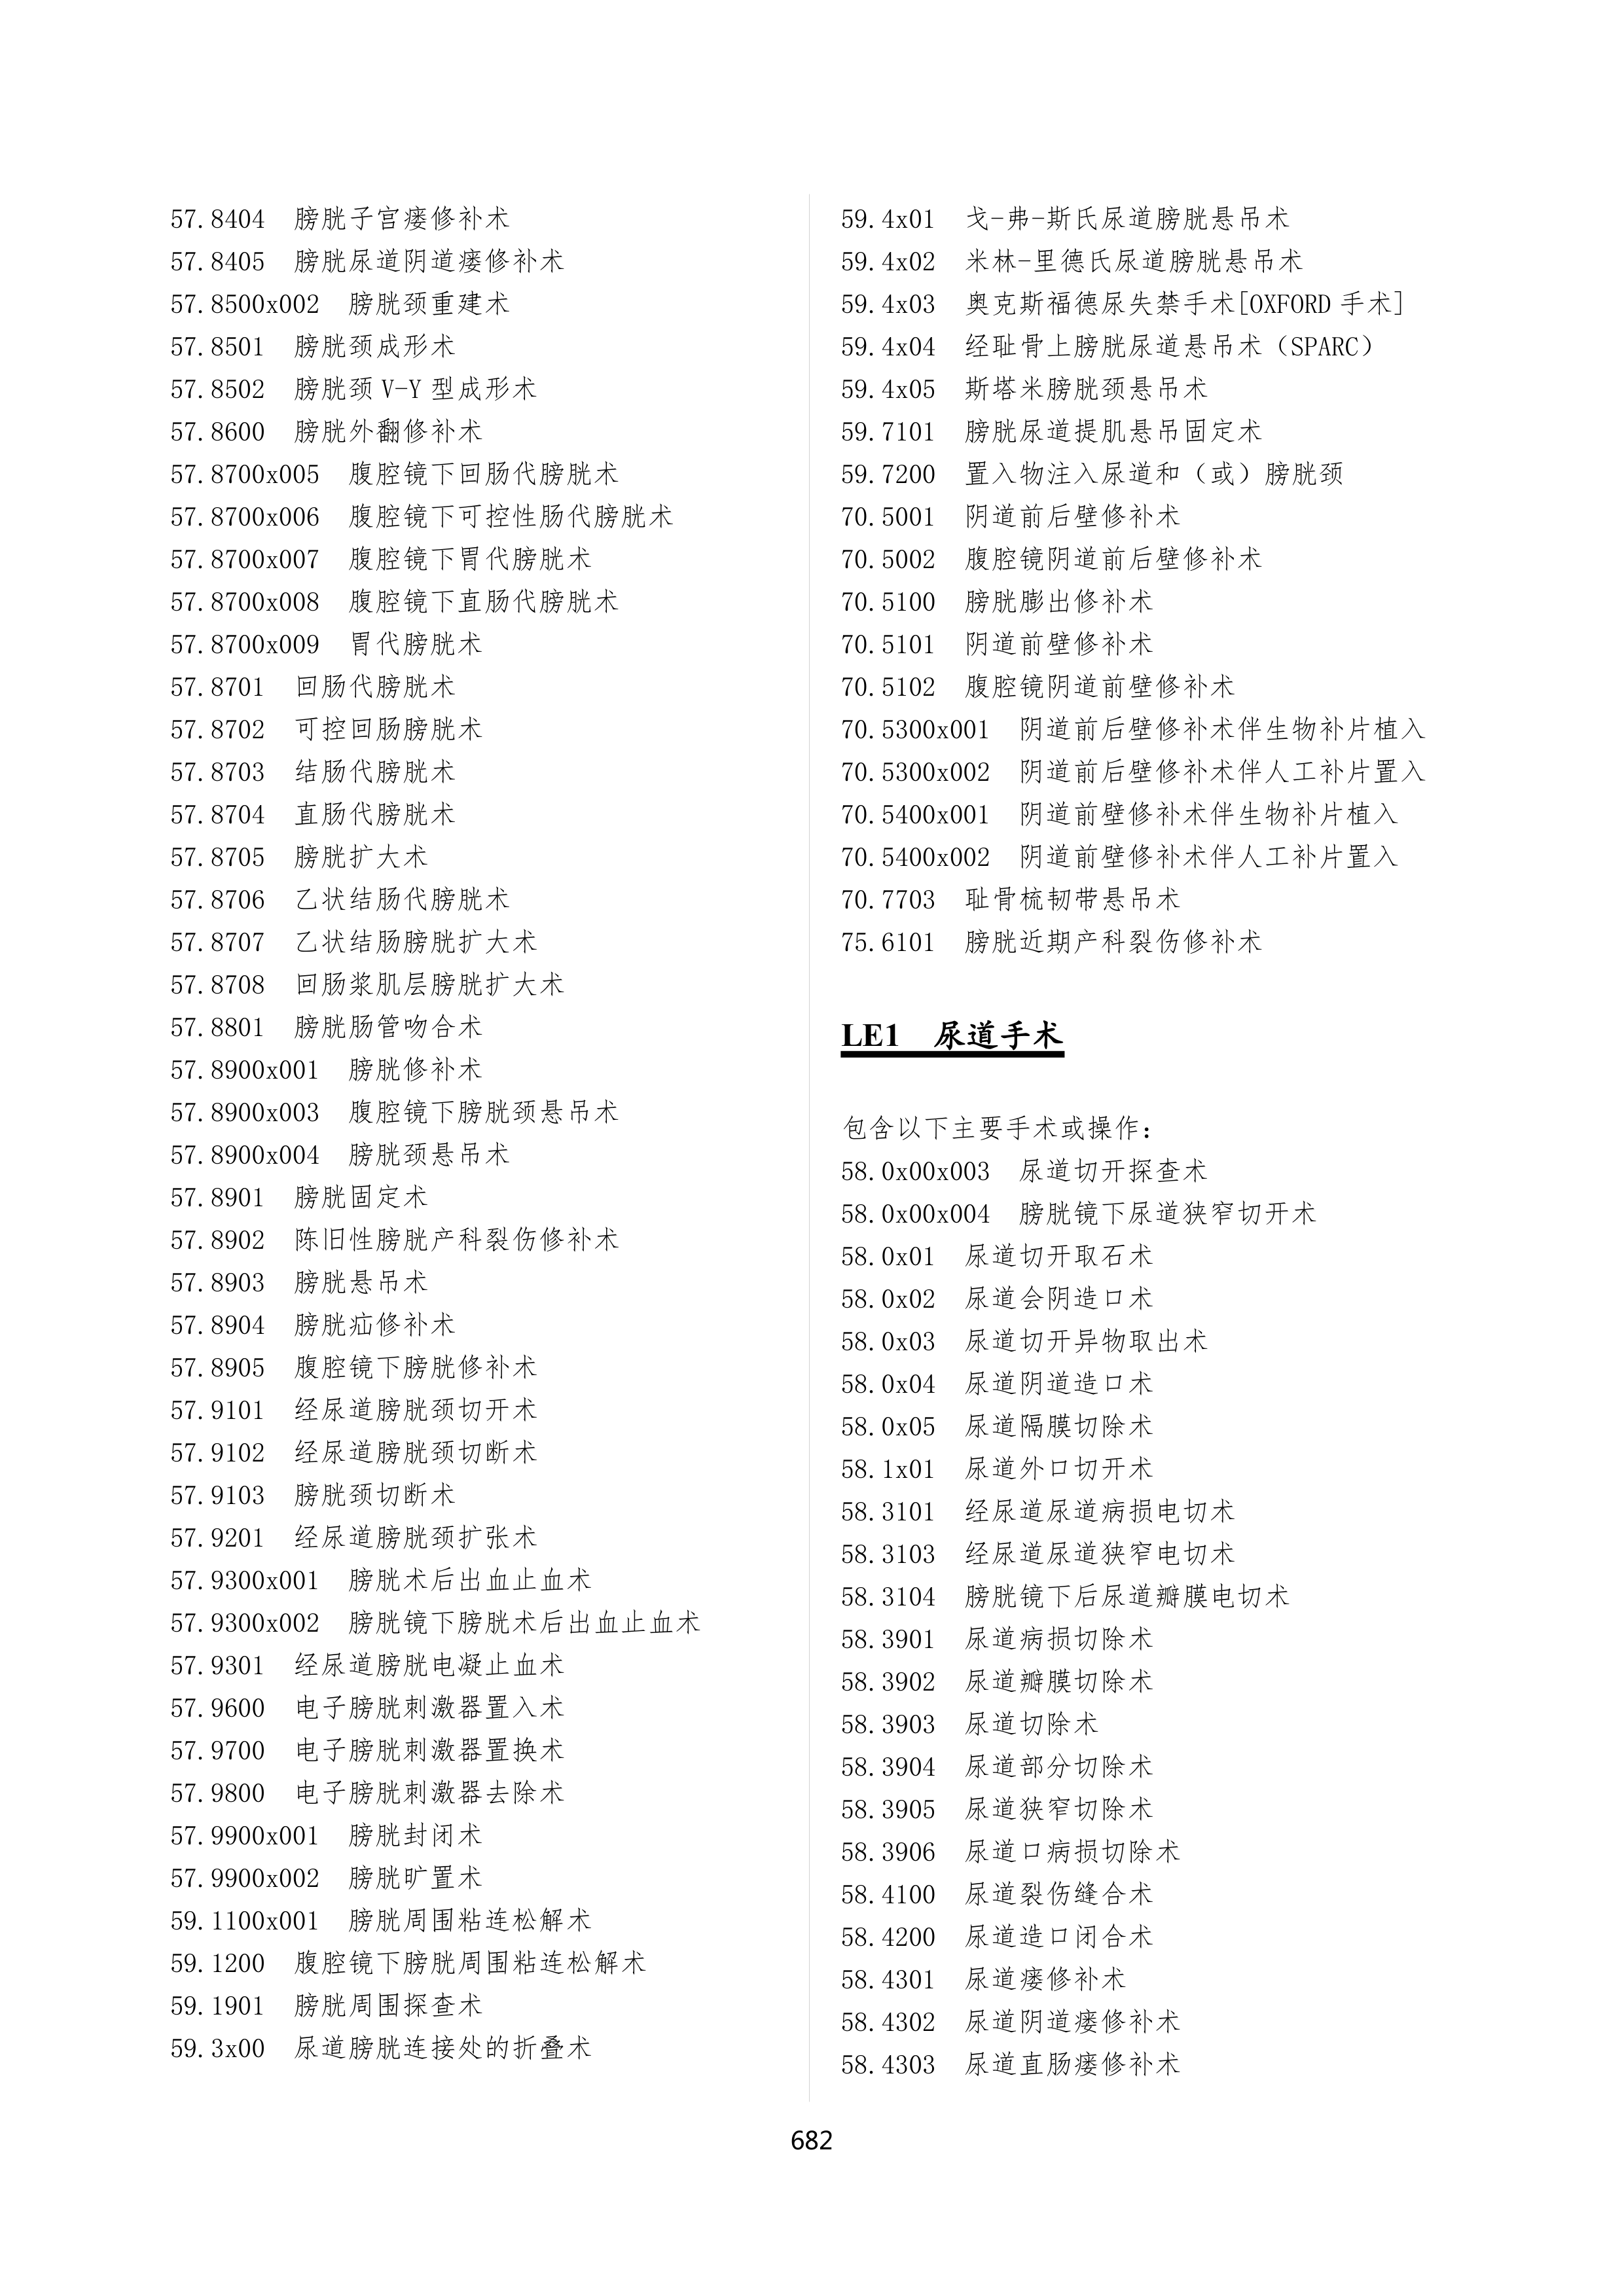 57.8404 膀胱子宫瘘修补术
57.8405 膀胱尿道阴道瘘修补术
57.8500x002 膀胱颈重建术
57.8501 膀胱颈成形术
57.8502 膀胱颈 V-Y 型成形术
57.8600 膀胱外翻修补术
57.8700x005 腹腔镜下回肠代膀胱术
57.8700x006 腹腔镜下可控性肠代膀胱术
57.8700x007 腹腔镜下胃代膀胱术
57.8700x008 腹腔镜下直肠代膀胱术
57.8700x009 胃代膀胱术
57.8701 回肠代膀胱术
57.8702 可控回肠膀胱术
57.8703 结肠代膀胱术
57.8704 直肠代膀胱术
57.8705 膀胱扩大术
57.8706 乙状结肠代膀胱术
57.8707 乙状结肠膀胱扩大术
57.8708 回肠浆肌层膀胱扩大术
57.8801 膀胱肠管吻合术
57.8900x001 膀胱修补术
57.8900x003 腹腔镜下膀胱颈悬吊术
57.8900x004 膀胱颈悬吊术
57.8901 膀胱固定术
57.8902 陈旧性膀胱产科裂伤修补术
57.8903 膀胱悬吊术
57.8904 膀胱疝修补术
57.8905 腹腔镜下膀胱修补术
57.9101 经尿道膀胱颈切开术
57.9102 经尿道膀胱颈切断术
57.9103 膀胱颈切断术
57.9201 经尿道膀胱颈扩张术
57.9300x001 膀胱术后出血止血术
57.9300x002 膀胱镜下膀胱术后出血止血术
57.9301 经尿道膀胱电凝止血术
57.9600 电子膀胱刺激器置入术
57.9700 电子膀胱刺激器置换术
57.9800 电子膀胱刺激器去除术
57.9900x001 膀胱封闭术
57.9900x002 膀胱旷置术
59.1100x001 膀胱周围粘连松解术
59.1200 腹腔镜下膀胱周围粘连松解术
59.1901 膀胱周围探查术
59.3x00 尿道膀胱连接处的折叠术
59.4x01 戈-弗-斯氏尿道膀胱悬吊术
59.4x02 米林-里德氏尿道膀胱悬吊术
59.4x03 奥克斯福德尿失禁手术[OXFORD 手术]
59.4x04 经耻骨上膀胱尿道悬吊术（SPARC）
59.4x05 斯塔米膀胱颈悬吊术
59.7101 膀胱尿道提肌悬吊固定术
59.7200 置入物注入尿道和（或）膀胱颈
70.5001 阴道前后壁修补术
70.5002 腹腔镜阴道前后壁修补术
70.5100 膀胱膨出修补术
70.5101 阴道前壁修补术
70.5102 腹腔镜阴道前壁修补术
70.5300x001 阴道前后壁修补术伴生物补片植入
70.5300x002 阴道前后壁修补术伴人工补片置入
70.5400x001 阴道前壁修补术伴生物补片植入
70.5400x002 阴道前壁修补术伴人工补片置入
70.7703 耻骨梳韧带悬吊术
75.6101 膀胱近期产科裂伤修补术
LE1 尿道手术
包含以下主要手术或操作：
58.0x00x003 尿道切开探查术
58.0x00x004 膀胱镜下尿道狭窄切开术
58.0x01 尿道切开取石术
58.0x02 尿道会阴造口术
58.0x03 尿道切开异物取出术
58.0x04 尿道阴道造口术
58.0x05 尿道隔膜切除术
58.1x01 尿道外口切开术
58.3101 经尿道尿道病损电切术
58.3103 经尿道尿道狭窄电切术
58.3104 膀胱镜下后尿道瓣膜电切术
58.3901 尿道病损切除术
58.3902 尿道瓣膜切除术
58.3903 尿道切除术
58.3904 尿道部分切除术
58.3905 尿道狭窄切除术
58.3906 尿道口病损切除术
58.4100 尿道裂伤缝合术
58.4200 尿道造口闭合术
58.4301 尿道瘘修补术
58.4302 尿道阴道瘘修补术
58.4303 尿道直肠瘘修补术
682